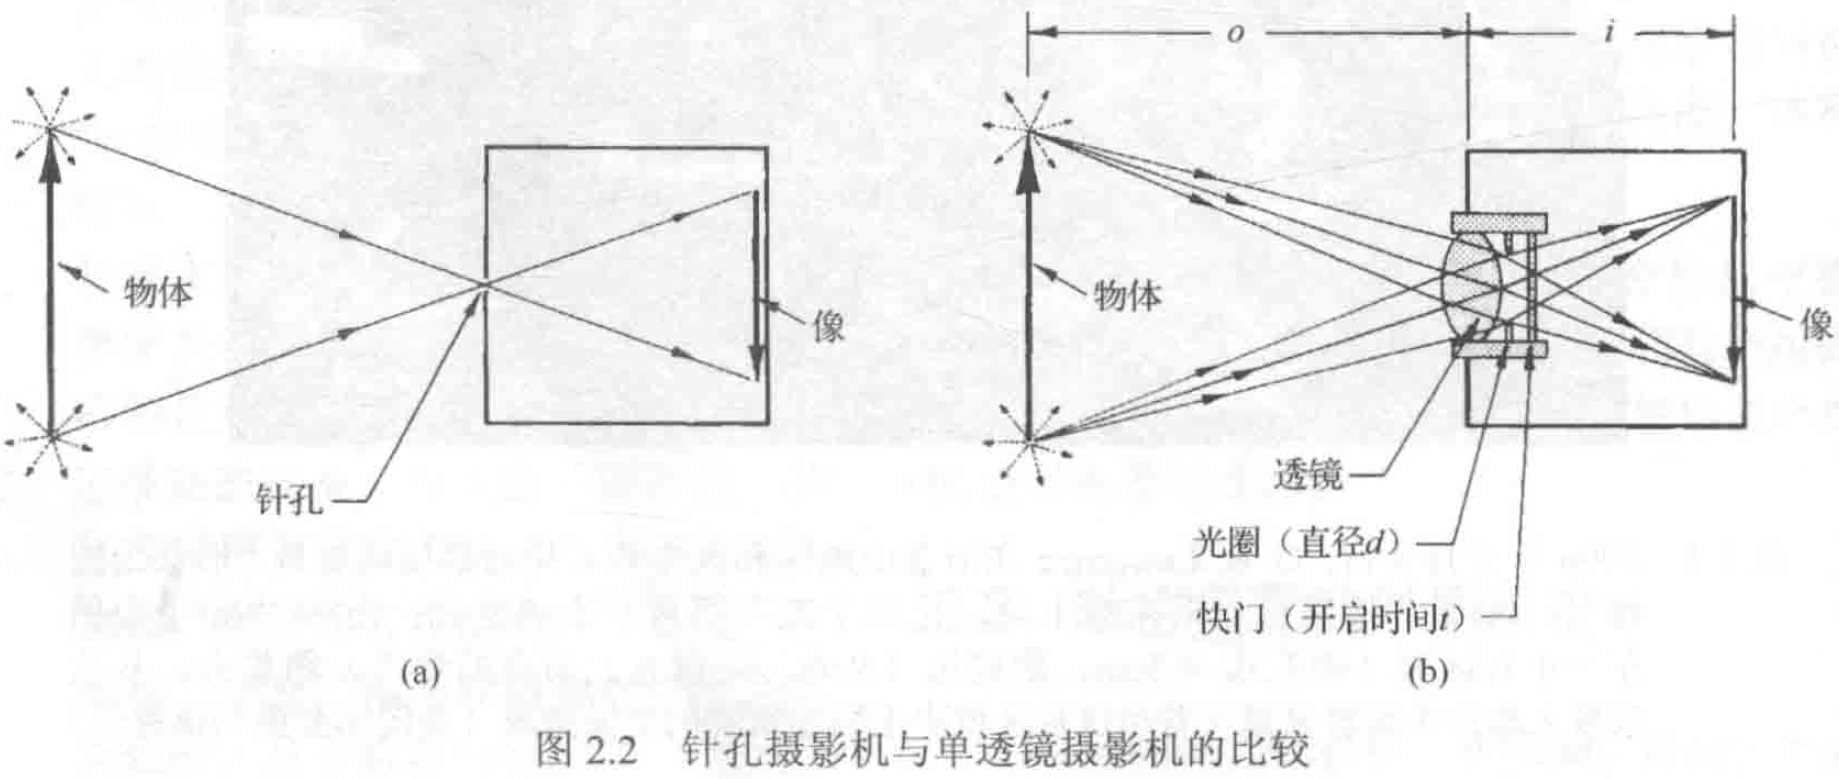 o
i
物体
针孔
像
(a)
物体
像
透镜
光圈（直径d）
快门（开启时间t）
(b)
图 2.2 针孔摄影机与单透镜摄影机的比较